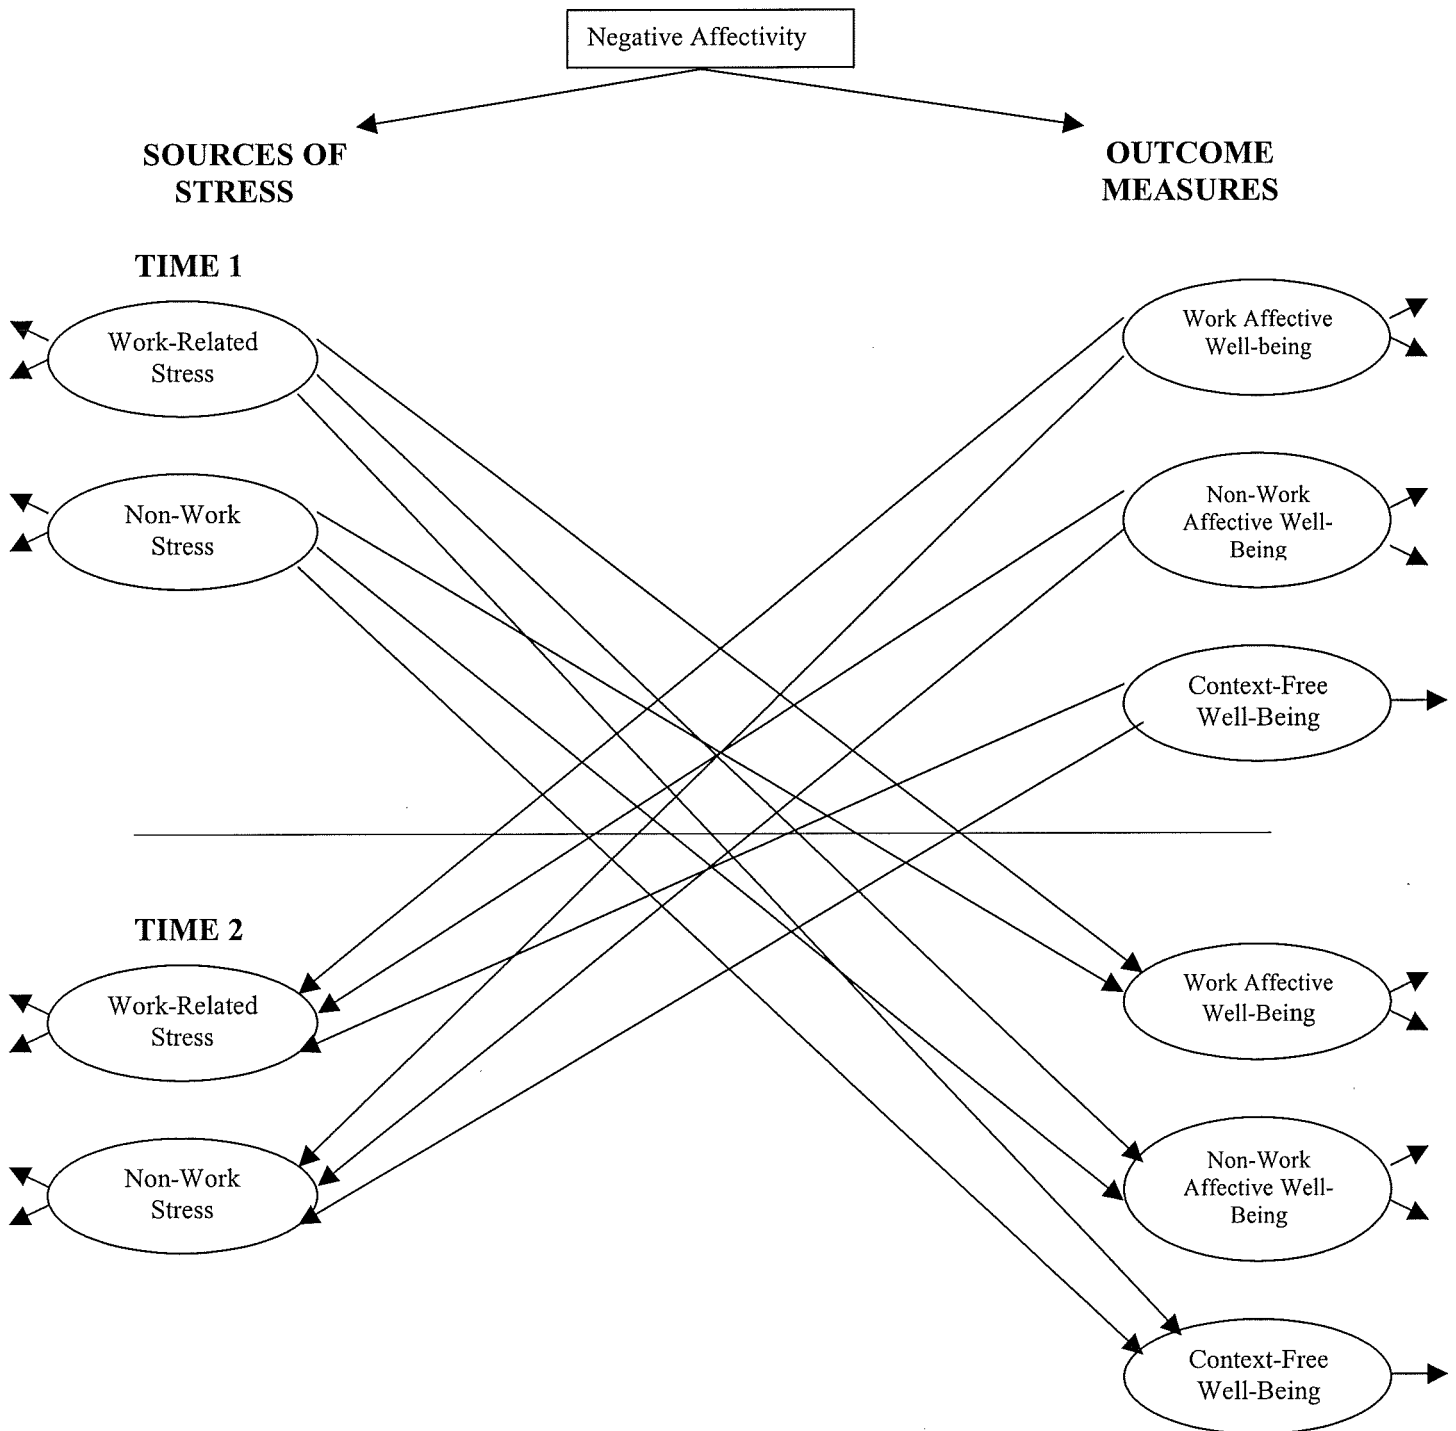 Negative Affectivity
SOURCES OF
STRESS
OUTCOME
MEASURES
TIME 1
Work-Related
Stress
Non-Work
Stress
Work Affective
Well-being
Non-Work
Affective Well-
Being
Context-Free
Well-Being
TIME 2
Work-Related
Stress
Non-Work
Stress
Work Affective
Well-Being
Non-Work
Affective Well-
Being
Context-Free
Well-Being